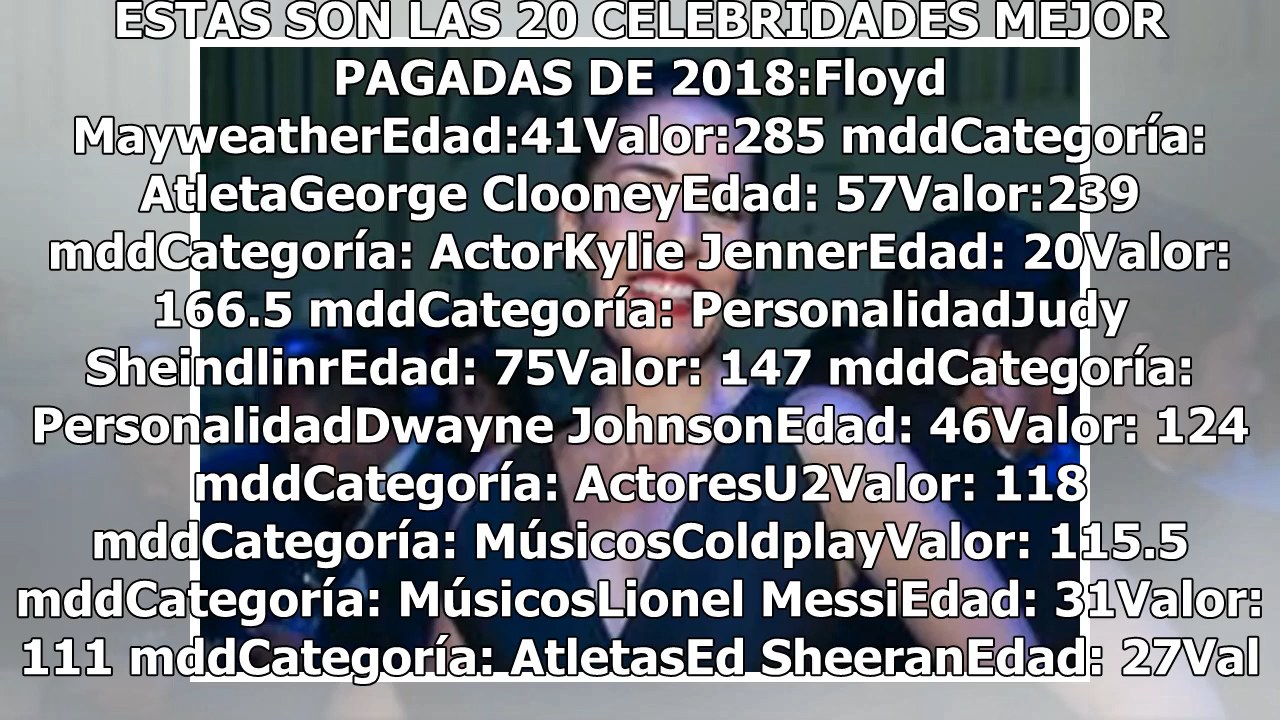 ESTAS SON LAS 20 CELEBRIDADES MEJOR
PAGADAS DE 2018:Floyd
MayweatherEdad:41Valor:285 mddCategoría:
AtletaGeorge ClooneyEdad: 57Valor:239
mddCategoría: ActorKylie JennerEdad: 20Valor:
166.5 mddCategoría: PersonalidadJudy
SheindlinrEdad: 75Valor: 147 mddCategoría:
PersonalidadDwayne JohnsonEdad: 46Valor: 124
mddCategoría: ActoresU2Valor: 118
mddCategoría: MúsicosColdplayValor: 115.5
mddCategoría: MúsicosLionel MessiEdad: 31Valor:
111 mddCategoría: AtletasEd SheeranEdad: 27Val